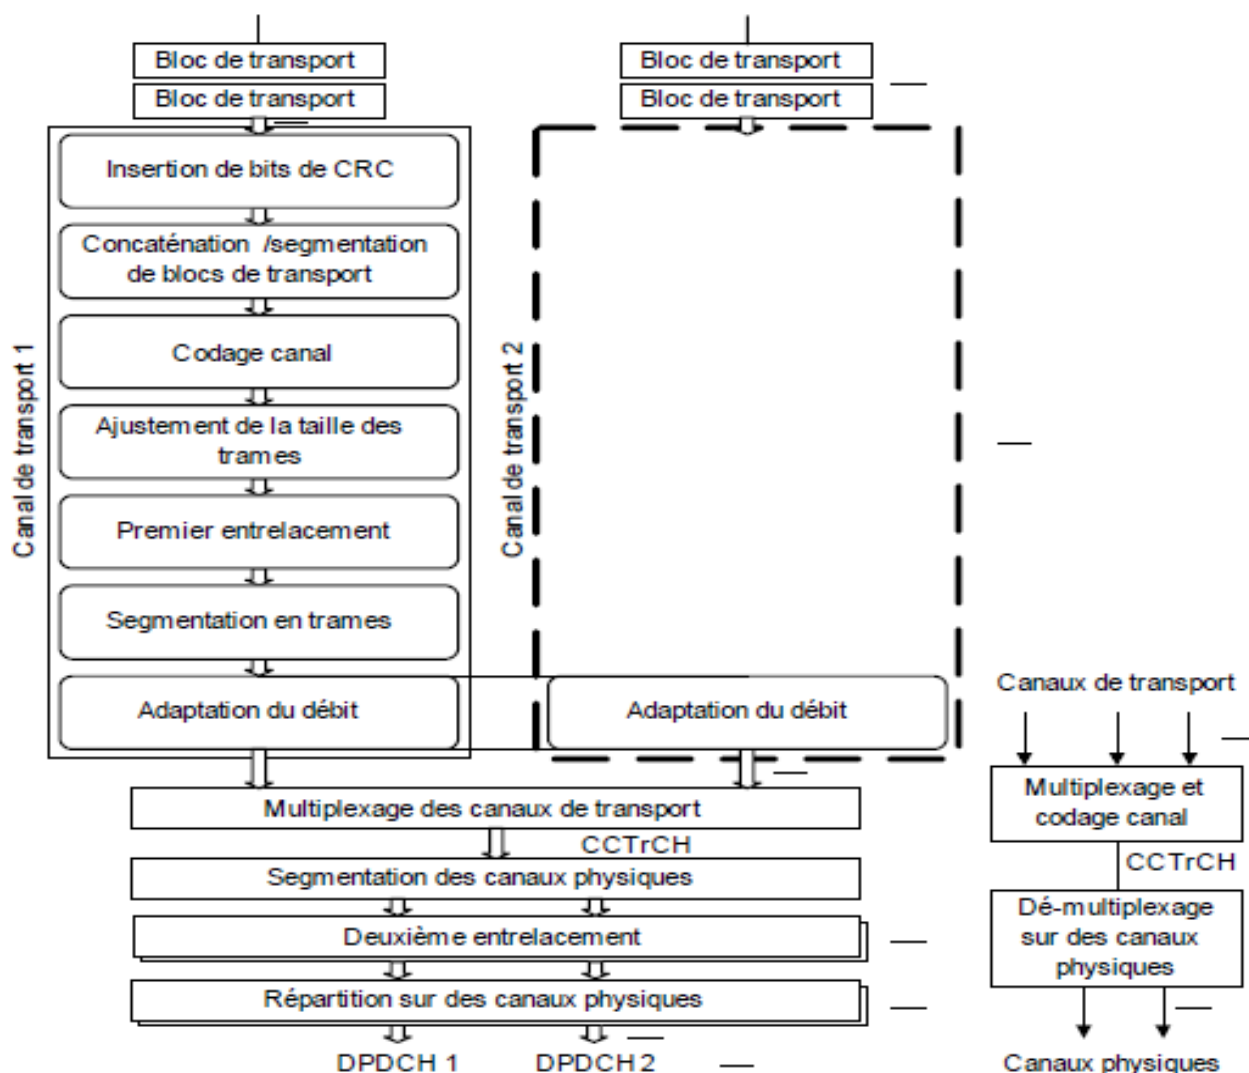 Bloc de transport
Bloc de transport
Bloc de transport
Bloc de transport
Canal de transport 1
Insertion de bits de CRC
Concaténation /segmentation
de blocs de transport
Codage canal
Ajustement de la taille des
trames
Premier entrelacement
Segmentation en trames
Adaptation du débit
Canal de transport 2
Adaptation du débit
Multiplexage des canaux de transport
CCTrCH
Segmentation des canaux physiques
Deuxième entrelacement
Répartition sur des canaux physiques
DPDCH 1
DPDCH 2
Canaux de transport
Multiplexage et
codage canal
CCTrCH
Dé-multiplexage
sur des canaux
physiques
Canaux physiques